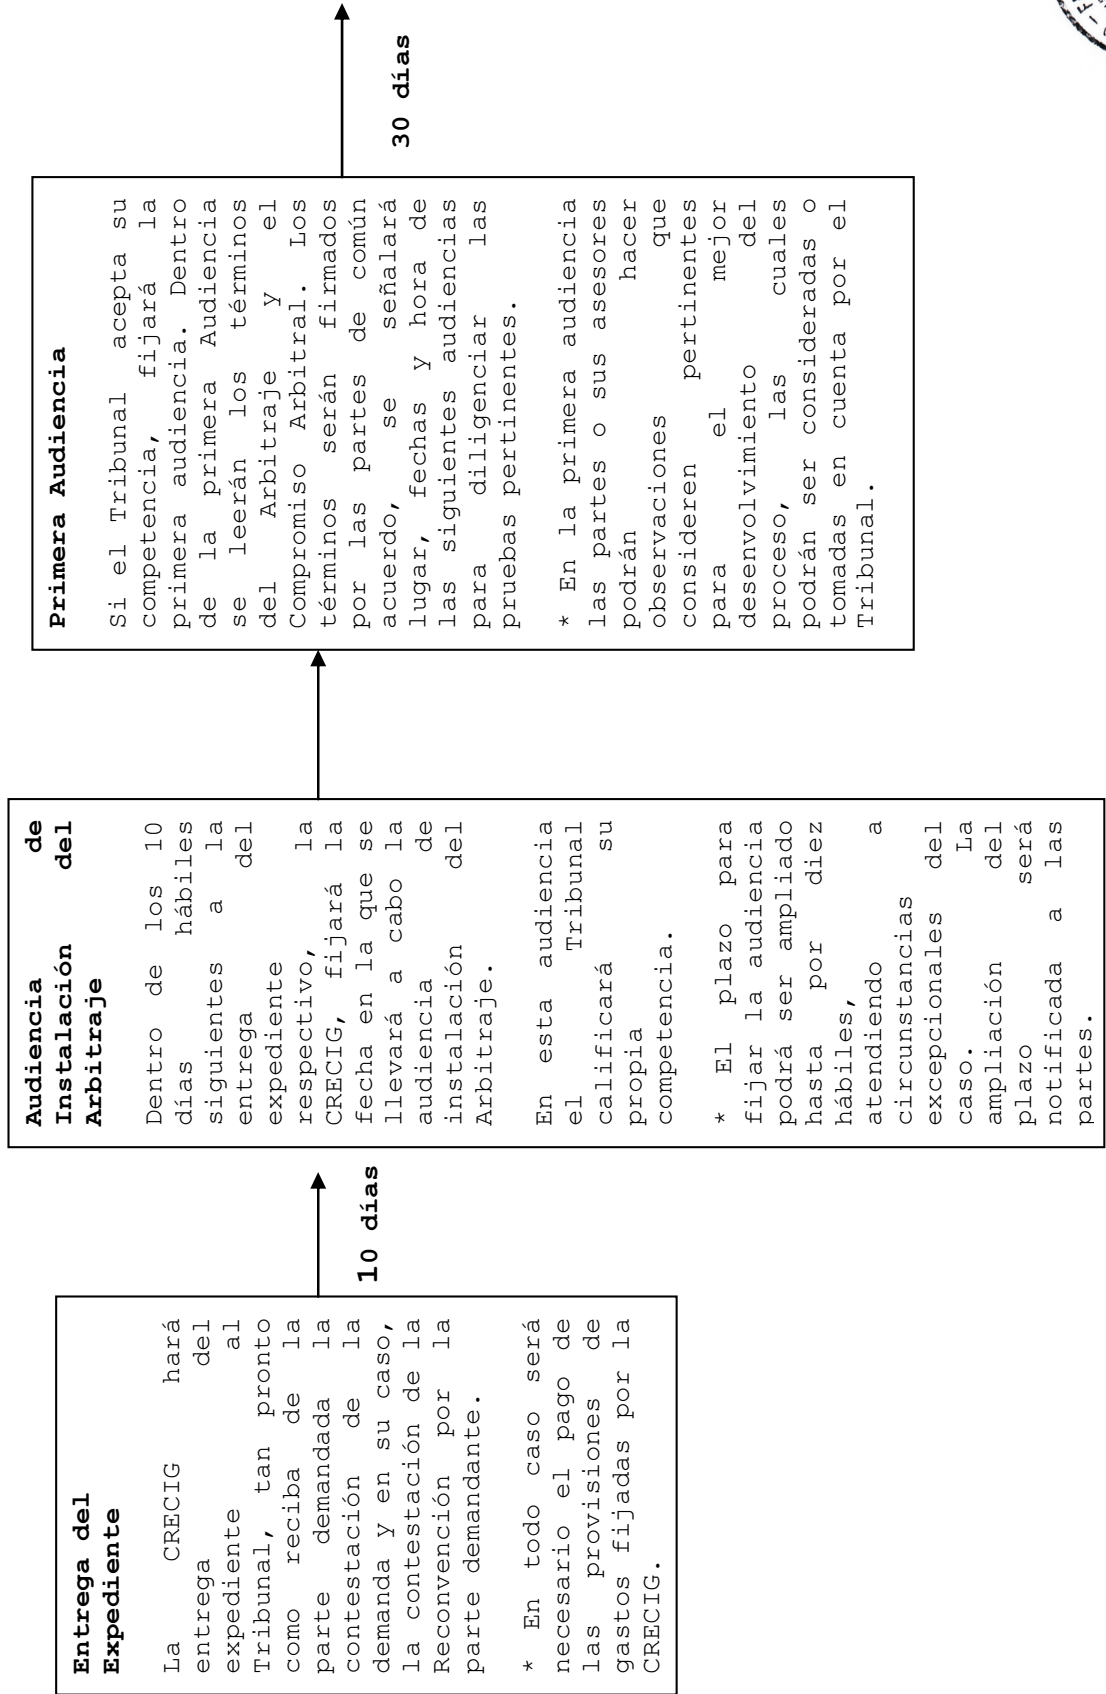 Entrega del
Expediente
La CRECIG hará
entrega del
expediente al
Tribunal, tan pronto
como reciba de la
parte demandada la
contestación de la
demanda y en su caso,
la contestación de la
Reconvención por la
parte demandante.
* En todo caso será
necesario el pago de
las provisiones de
gastos fijadas por la
CRECIG.
10 días
Audiencia de
Instalación del
Arbitraje
Dentro de los 10
días hábiles
siguientes a la
entrega del
expediente
respectivo, la
CRECIG, fijará la
fecha en la que se
llevará a cabo la
audiencia de
instalación del
Arbitraje.
En esta audiencia
el Tribunal
calificará su
propia
competencia.
* El plazo para
fijar la audiencia
podrá ser ampliado
hasta por diez
hábiles,
atendiendo a
circunstancias
excepcionales del
caso. La
ampliación del
plazo será
notificada a las
partes.
Primera Audiencia
Si el Tribunal acepta su
competencia, fijará la
primera audiencia. Dentro
de la primera Audiencia
se leerán los términos
del Arbitraje y el
Compromiso Arbitral. Los
términos serán firmados
por las partes de común
acuerdo, se señalará
lugar, fechas y hora de
las siguientes audiencias
para diligenciar las
pruebas pertinentes.
* En la primera audiencia
las partes o sus asesores
podrán hacer
observaciones que
consideren pertinentes
para el mejor
desenvolvimiento del
proceso, las cuales
podrán ser consideradas o
tomadas en cuenta por el
Tribunal.
30 días